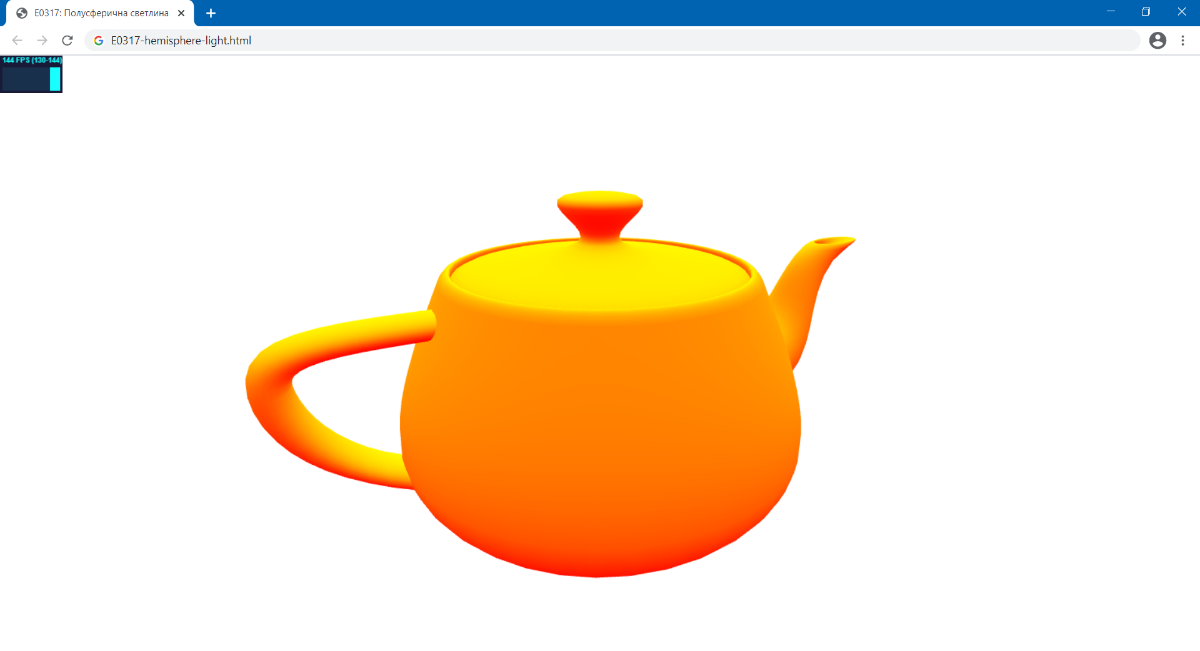 E0317: Полусферична светлина
E0317-hemisphere-light.html
144 FPS (130-144)